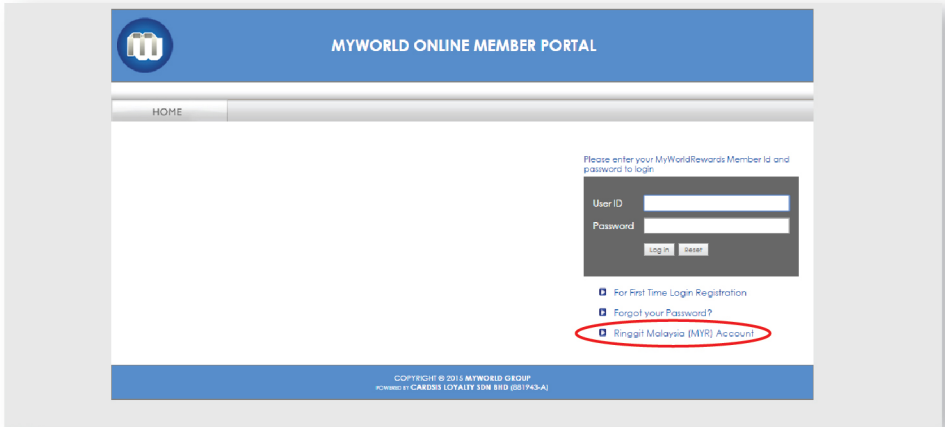 MYWORLD ONLINE MEMBER PORTAL
HOME
Please enter your MyWorldRewards Member Id and
password to login
User ID
Password
Log In Reset
For First Time Login Registration
Forgot your Password?
Ringgit Malaysia (MYR) Account
COPYRIGHT © 2015 MYWORLD GROUP
POWERED BY CARDSIS LOYALTY SDN BHD (881943-A)